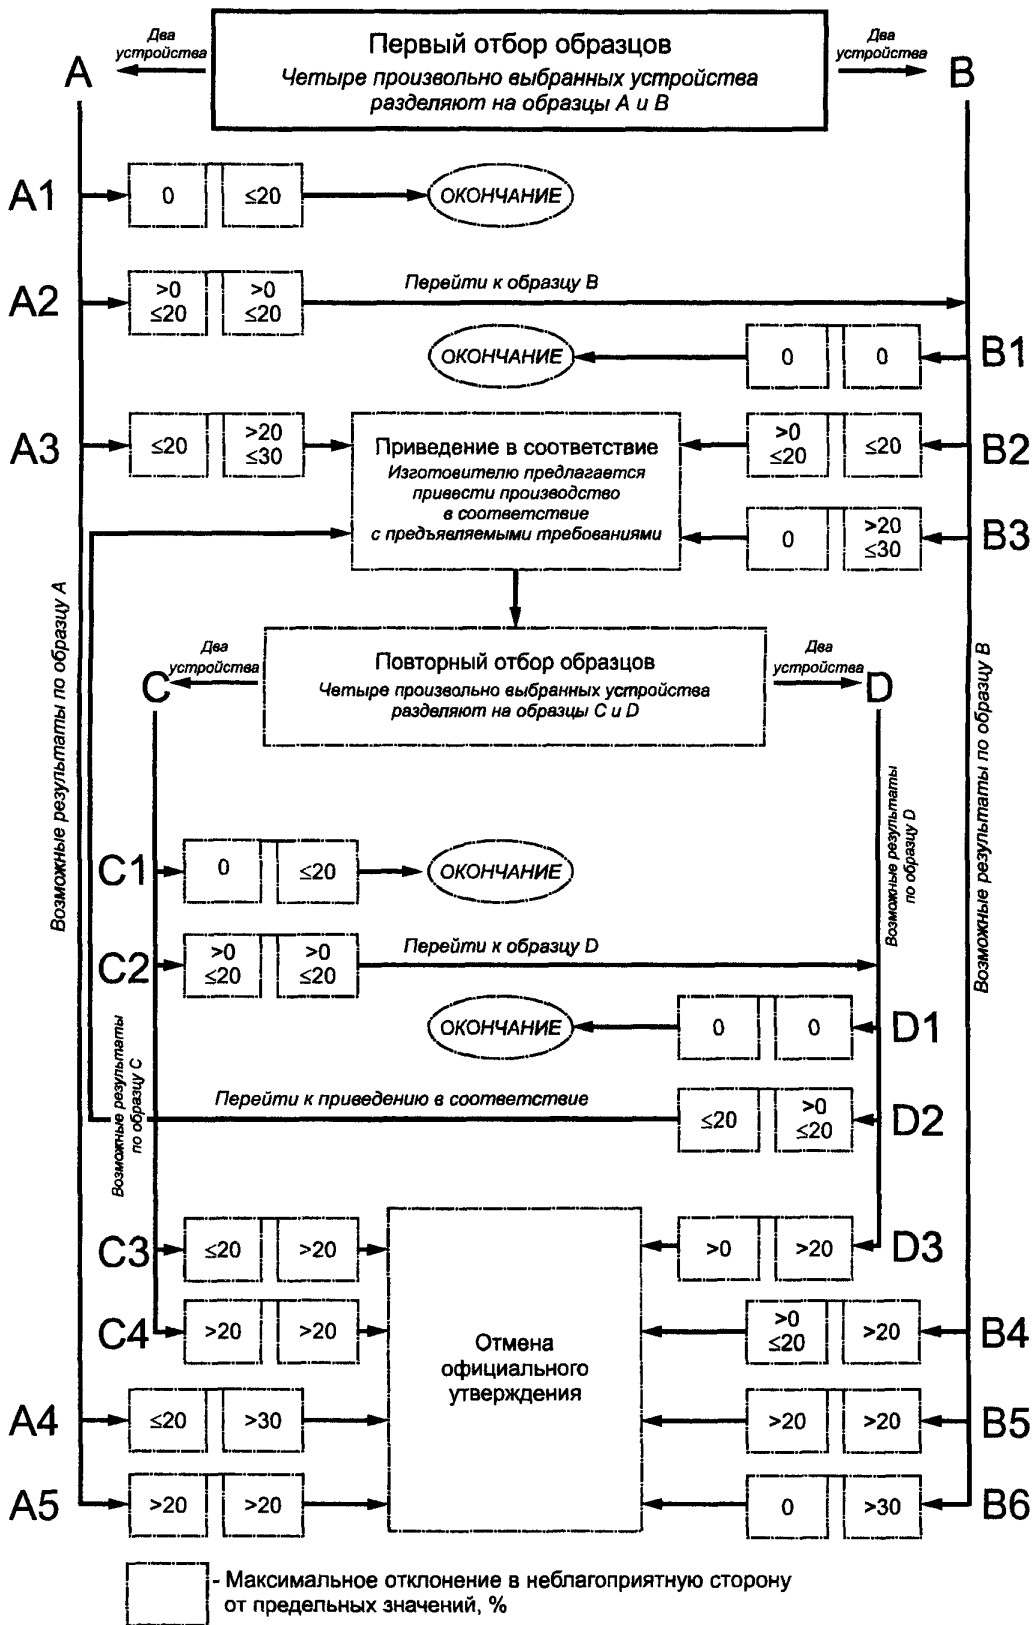 Два
устройства
Первый отбор образцов
Четыре произвольно выбранных устройства
разделяют на образцы A и B
Два
устройства
A
B
A1
0
≤20
ОКОНЧАНИЕ
A2
>0
≤20
>0
≤20
Перейти к образцу B
ОКОНЧАНИЕ
0
0
B1
A3
≤20
>20
≤30
Приведение в соответствие
Изготовителю предлагается
привести производство
в соответствие
с предъявляемыми требованиями
>0
≤20
≤20
B2
0
>20
≤30
B3
Возможные результаты по образцу A
Возможные результаты по образцу B
Два
устройства
Повторный отбор образцов
Четыре произвольно выбранных устройства
разделяют на образцы C и D
Два
устройства
C
D
Возможные результаты
по образцу D
C1
0
≤20
ОКОНЧАНИЕ
C2
>0
≤20
>0
≤20
Перейти к образцу D
ОКОНЧАНИЕ
0
0
D1
Возможные результаты
по образцу C
Перейти к приведению в соответствие
≤20
>0
≤20
D2
C3
≤20
>20
>0
>20
D3
C4
>20
>20
Отмена
официального
утверждения
>0
≤20
>20
B4
A4
≤20
>30
>20
>20
B5
A5
>20
>20
0
>30
B6
- Максимальное отклонение в неблагоприятную сторону
от предельных значений, %